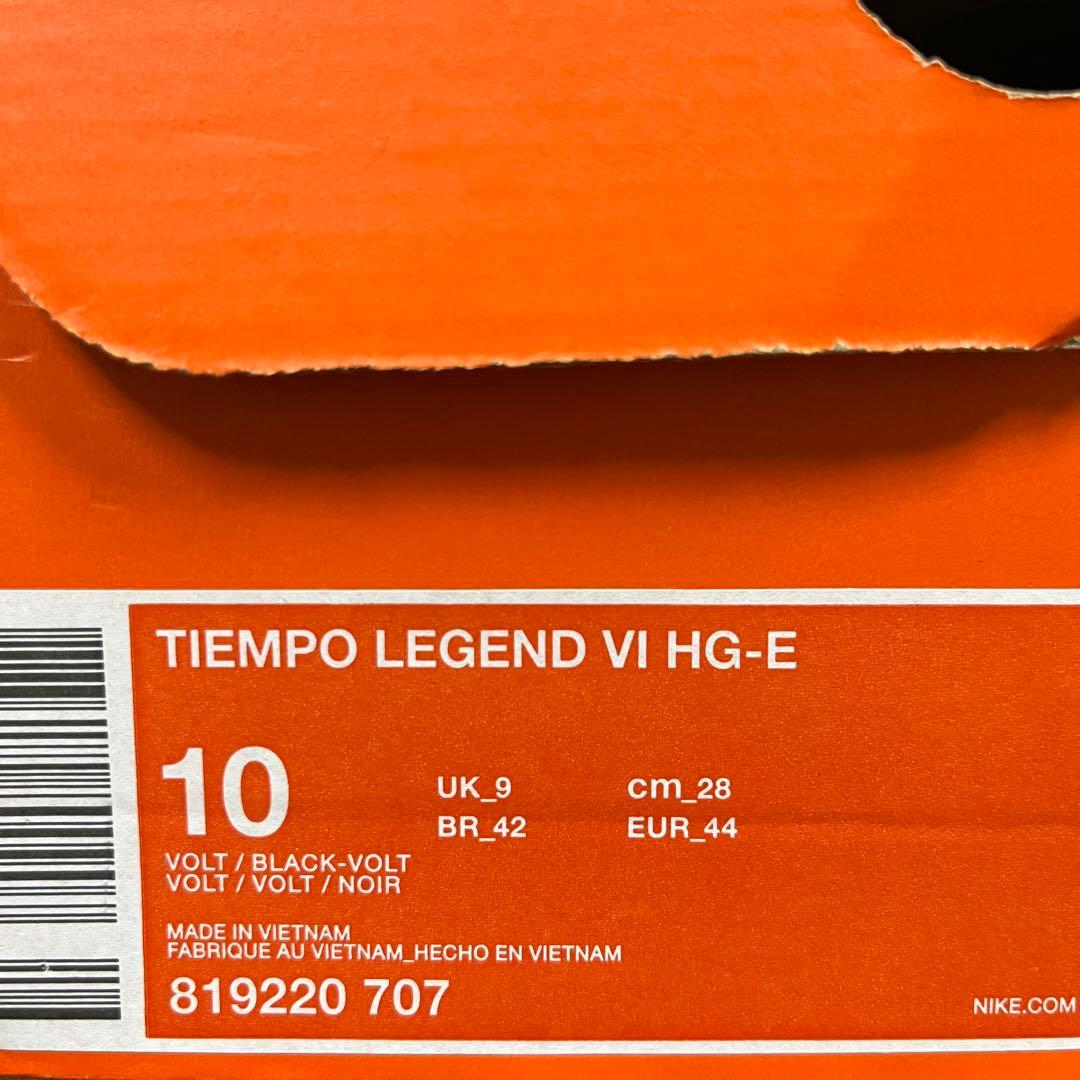 TIEMPO LEGEND VI HG-E
10
UK_9 cm_28
BR_42 EUR_44
VOLT / BLACK-VOLT
VOLT / VOLT / NOIR
MADE IN VIETNAM
FABRIQUE AU VIETNAM_HECHO EN VIETNAM
819220 707
NIKE.COM